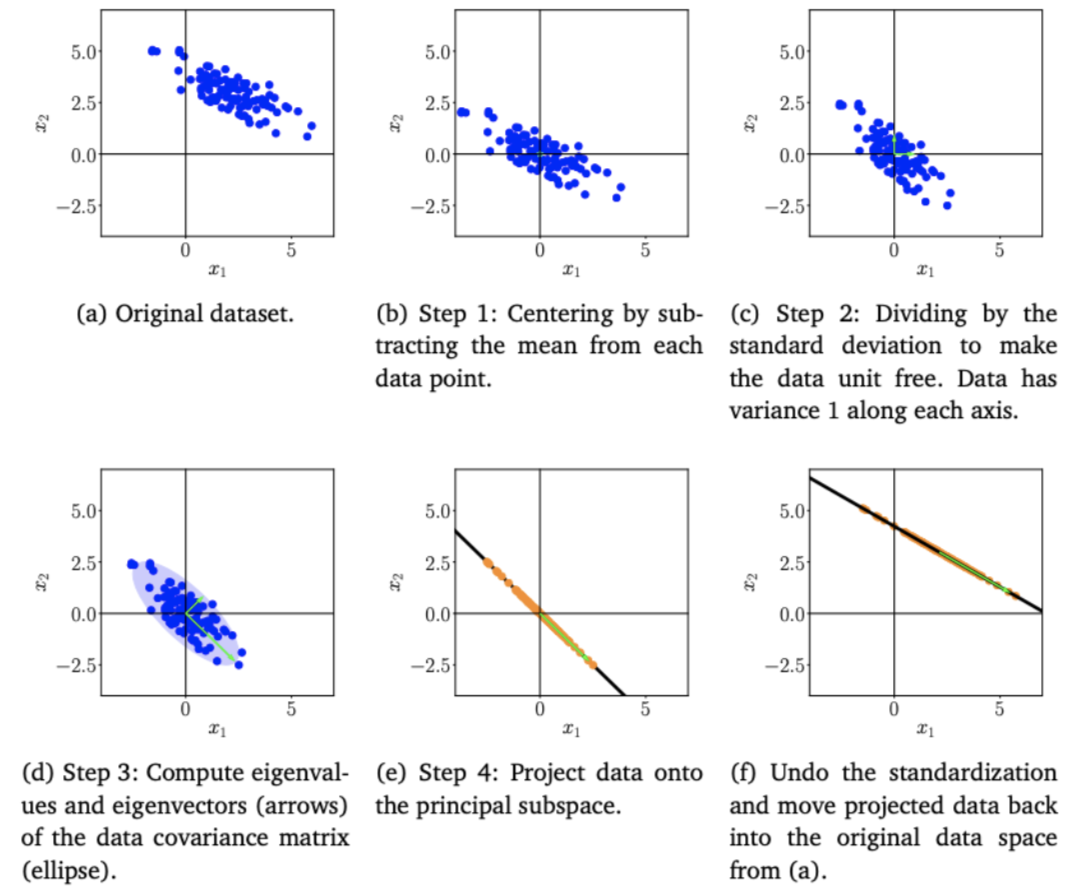 5.0
2.5
0.0
−2.5
x₂
0 5
x₁
5.0
2.5
0.0
−2.5
x₂
0 5
x₁
5.0
2.5
0.0
−2.5
x₂
0 5
x₁
(a) Original dataset.
(b) Step 1: Centering by sub-
tracting the mean from each
data point.
(c) Step 2: Dividing by the
standard deviation to make
the data unit free. Data has
variance 1 along each axis.
5.0
2.5
0.0
−2.5
x₂
0 5
x₁
5.0
2.5
0.0
−2.5
x₂
0 5
x₁
5.0
2.5
0.0
−2.5
x₂
0 5
x₁
(d) Step 3: Compute eigenval-
ues and eigenvectors (arrows)
of the data covariance matrix
(ellipse).
(e) Step 4: Project data onto
the principal subspace.
(f) Undo the standardization
and move projected data back
into the original data space
from (a).